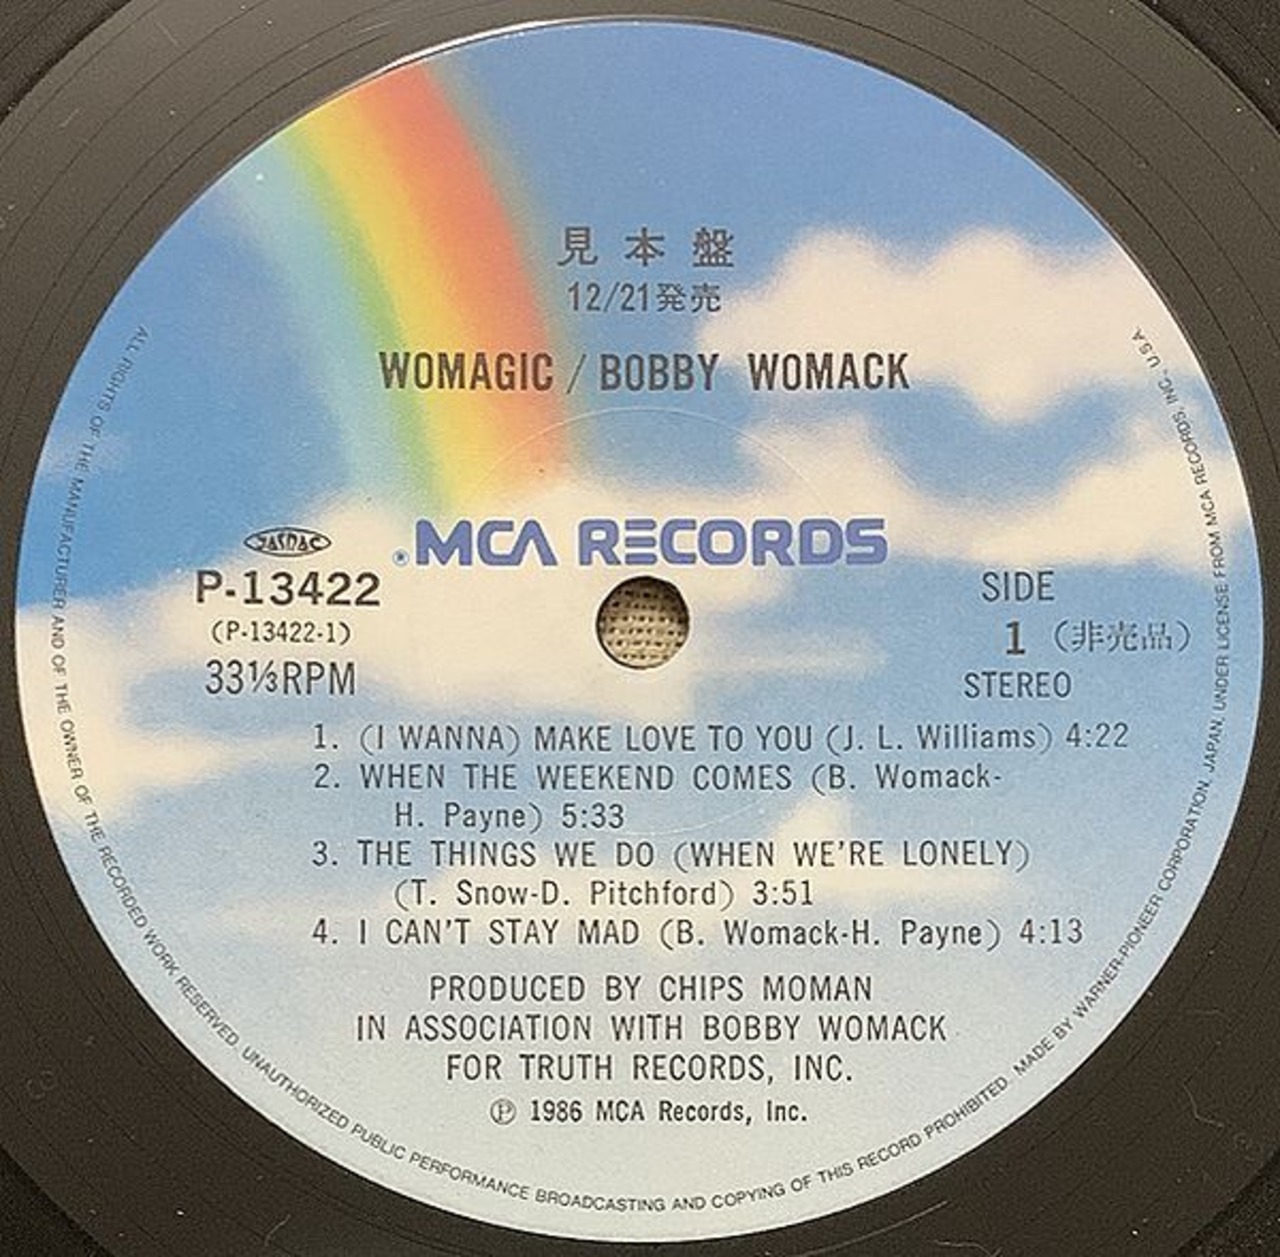 見本盤
12/21発売
WOMAGIC / BOBBY WOMACK
MCA RECORDS
JASRAC
P-13422
(P-13422-1)
33⅓RPM
SIDE
1 (非売品)
STEREO
1. (I WANNA) MAKE LOVE TO YOU (J. L. Williams) 4:22
2. WHEN THE WEEKEND COMES (B. Womack-
H. Payne) 5:33
3. THE THINGS WE DO (WHEN WE'RE LONELY)
(T. Snow-D. Pitchford) 3:51
4. I CAN'T STAY MAD (B. Womack-H. Payne) 4:13
PRODUCED BY CHIPS MOMAN
IN ASSOCIATION WITH BOBBY WOMACK
FOR TRUTH RECORDS, INC.
Ⓟ 1986 MCA Records, Inc.
ALL RIGHTS OF THE MANUFACTURER AND OF THE OWNER OF THE RECORDED WORK RESERVED. UNAUTHORIZED PUBLIC PERFORMANCE BROADCASTING AND COPYING OF THIS RECORD PROHIBITED. MADE BY WARNER-PIONEER CORPORATION, JAPAN, UNDER LICENSE FROM MCA RECORDS, INC., U.S.A.